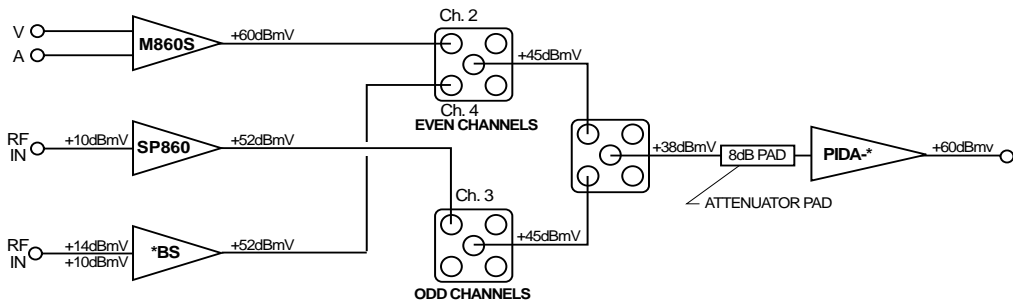 Ch. 2
V
A
M860S
+60dBmV
+45dBmV
Ch. 4
EVEN CHANNELS
RF
IN
+10dBmV
SP860
+52dBmV
+38dBmV
8dB PAD
PIDA-*
+60dBmv
ATTENUATOR PAD
Ch. 3
RF
IN
+14dBmV
+10dBmV
*BS
+52dBmV
+45dBmV
ODD CHANNELS